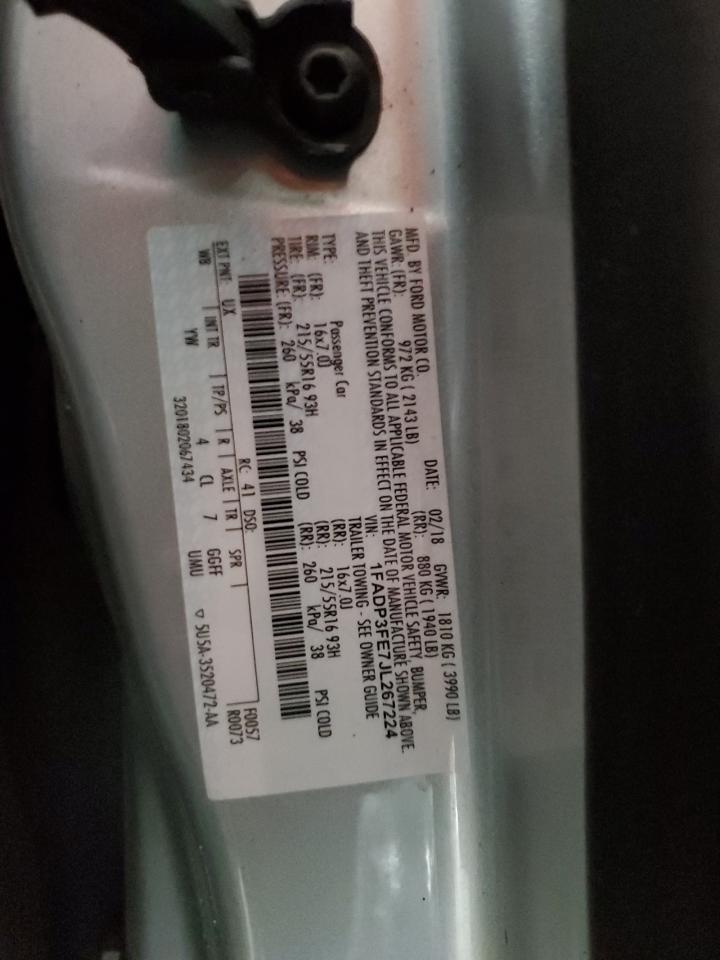 MFD. BY FORD MOTOR CO.
DATE: 02/18 GVWR: 1810 KG ( 3990 LB)
GAWR: (FR): 972 KG ( 2143 LB) (RR): 880 KG ( 1940 LB)
THIS VEHICLE CONFORMS TO ALL APPLICABLE FEDERAL MOTOR VEHICLE SAFETY, BUMPER,
AND THEFT PREVENTION STANDARDS IN EFFECT ON THE DATE OF MANUFACTURE SHOWN ABOVE.
VIN: 1FADP3FE7JL267224
TYPE: Passenger Car TRAILER TOWING - SEE OWNER GUIDE
RIM: (FR): 16x7.0J (RR): 16x7.0J
TIRE: (FR): 215/55R16 93H (RR): 215/55R16 93H
PRESSURE: (FR): 260 kPa/ 38 PSI COLD (RR): 260 kPa/ 38 PSI COLD
F0057
EXT PNT: UX RC: 41 DSO: R0073
WB INT TR TP/PS R AXLE TR SPR
YW 4 CL 7 GGFF
3201802067434 UMU ▽ 5U5A-3520472-AA